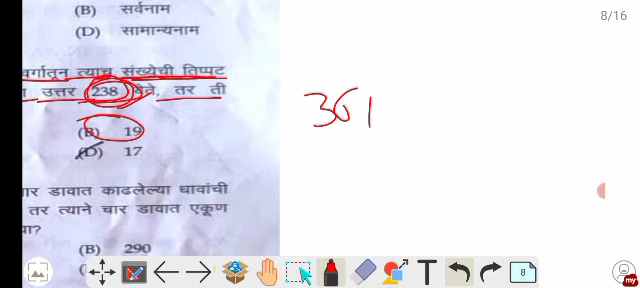 (B) सर्वनाम
8/16
(D) सामान्यनाम
वर्गातून त्याच संख्येची तिप्पट
उत्तर 238 येते, तर ती
361
(B) 19
(D) 17
ार डावात काढलेल्या धावांची
तर त्याने चार डावात एकूण
या?
(B) 290
T
8
my